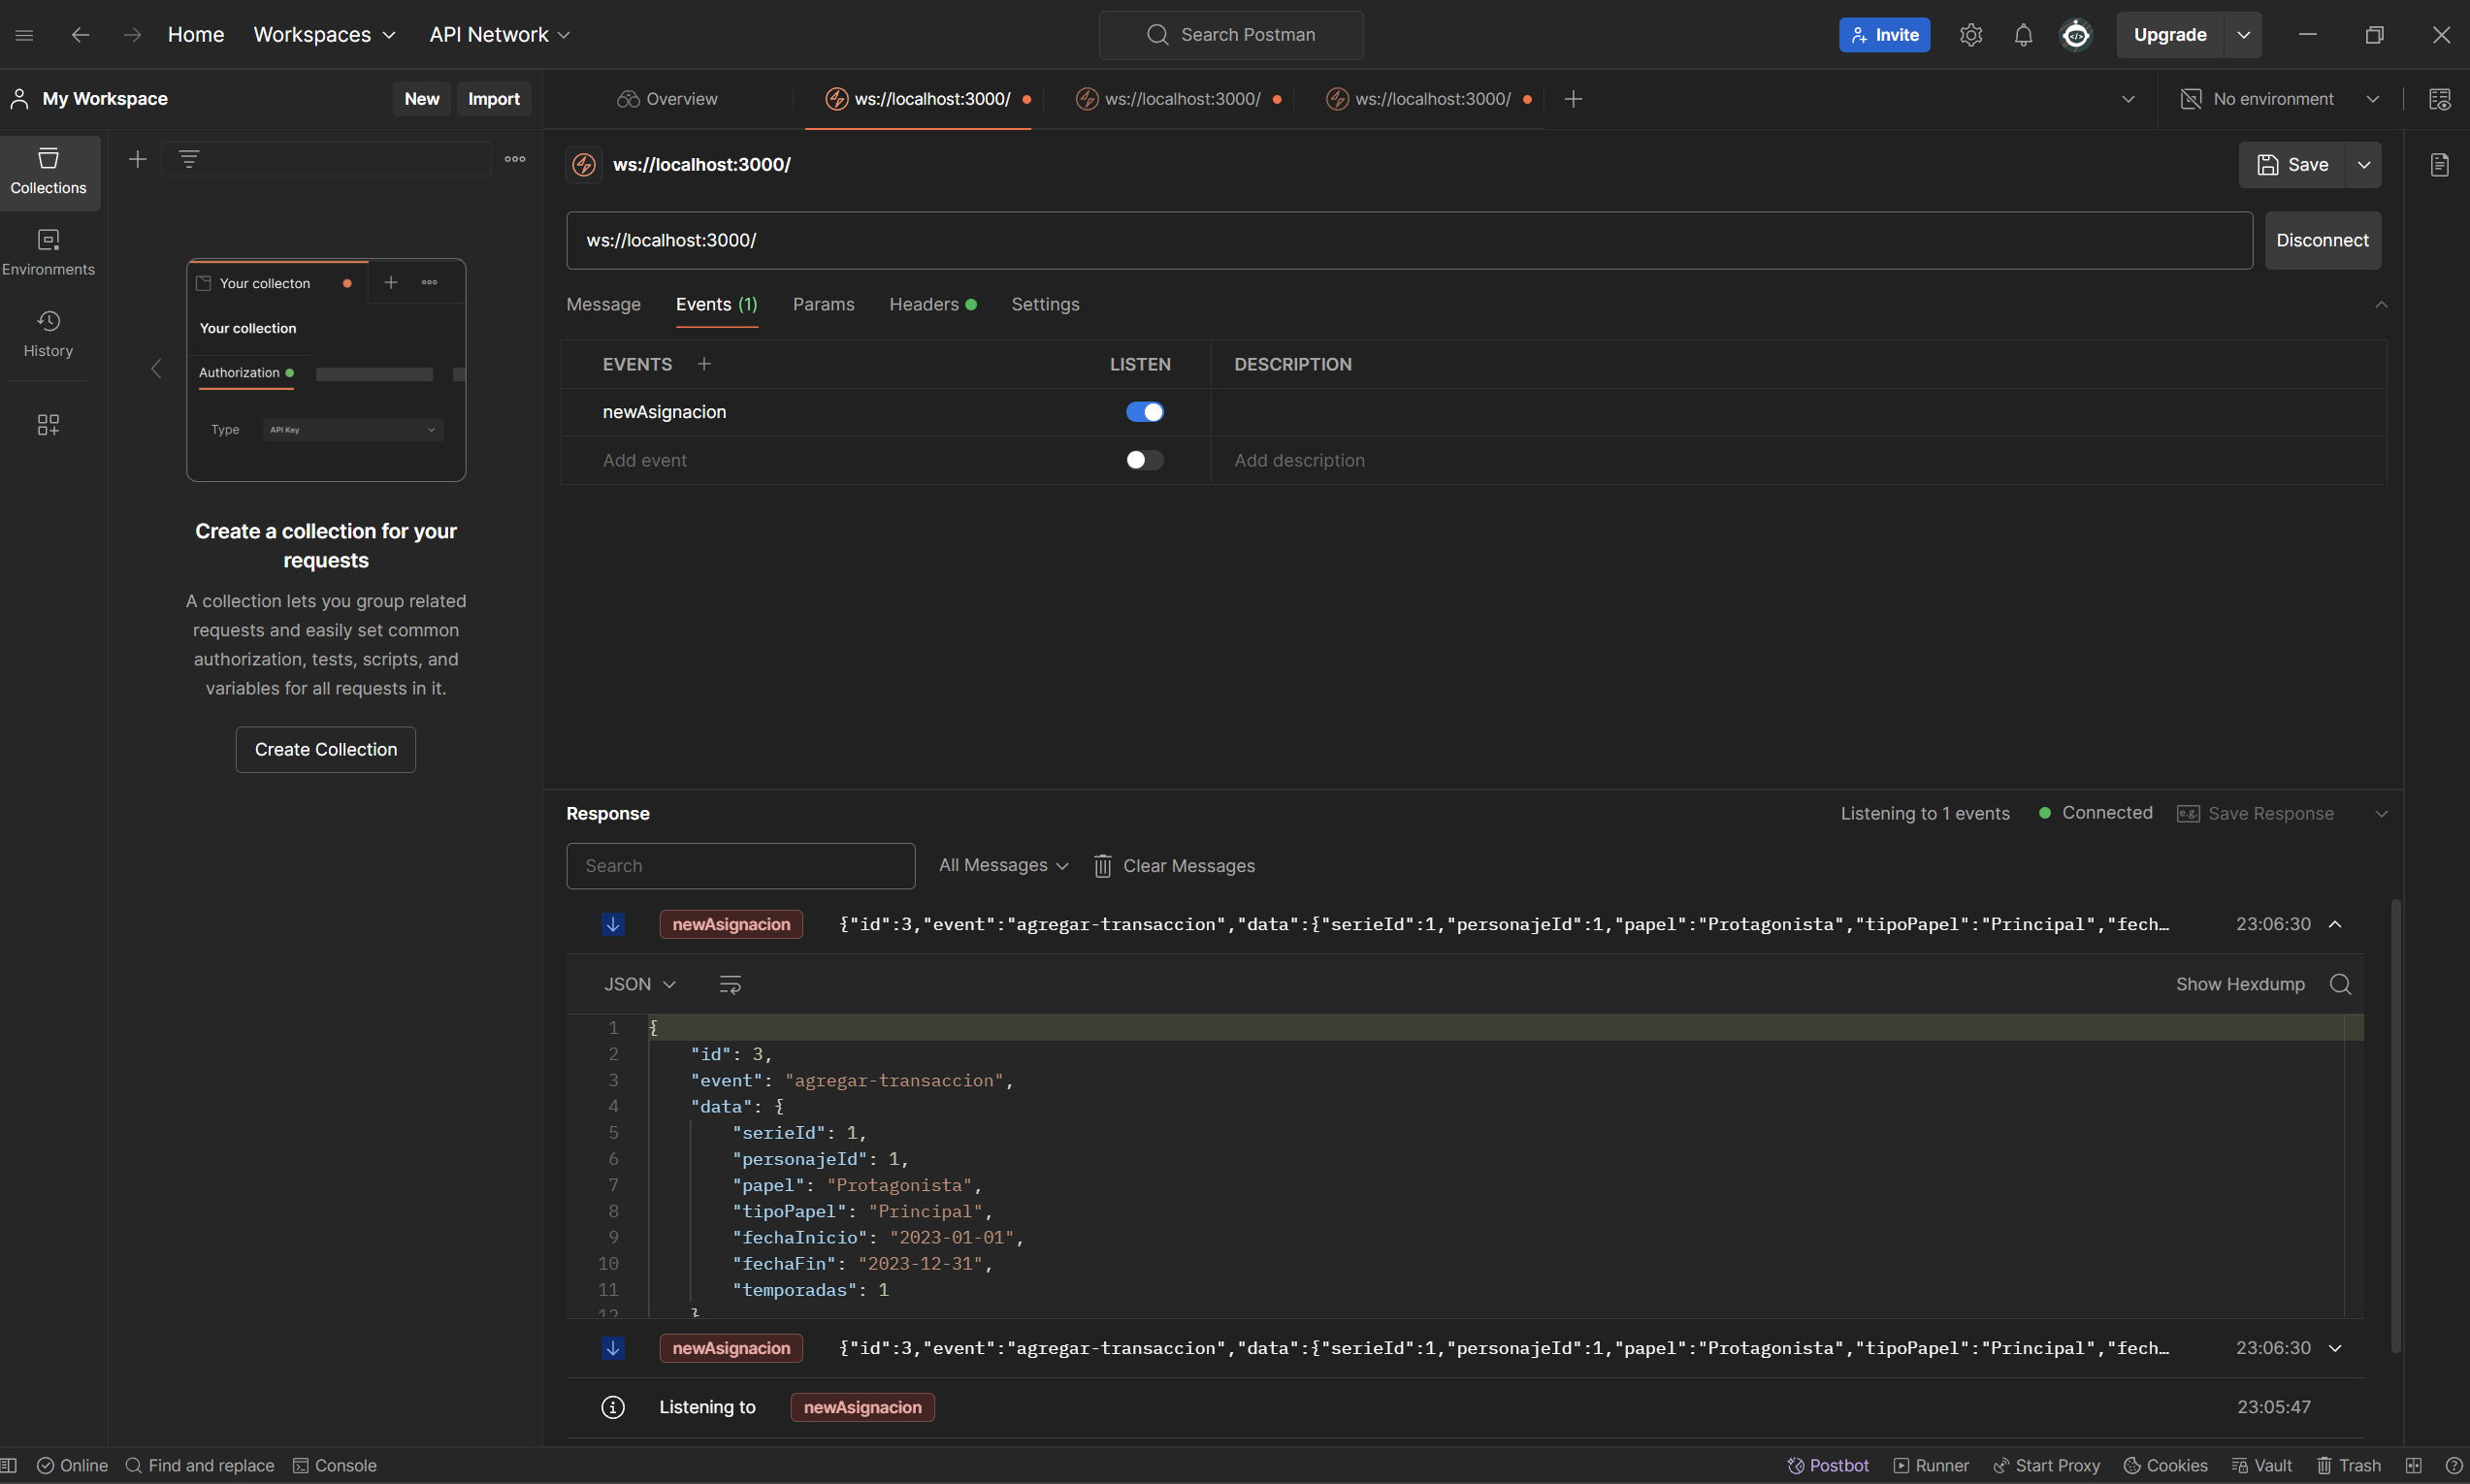 Home Workspaces API Network Search Postman Invite Upgrade
My Workspace New Import Overview ws://localhost:3000/ ws://localhost:3000/ ws://localhost:3000/ No environment
Collections
Environments
History
Your collecton
Your collection
Authorization
Type API Key
Create a collection for your
requests
A collection lets you group related
requests and easily set common
authorization, tests, scripts, and
variables for all requests in it.
Create Collection
ws://localhost:3000/ Save
ws://localhost:3000/ Disconnect
Message Events (1) Params Headers Settings
EVENTS LISTEN DESCRIPTION
newAsignacion
Add event Add description
Response Listening to 1 events Connected e.g. Save Response
Search All Messages Clear Messages
newAsignacion {"id":3,"event":"agregar-transaccion","data":{"serieId":1,"personajeId":1,"papel":"Protagonista","tipoPapel":"Principal","fech... 23:06:30
JSON Show Hexdump
1 {
2 "id": 3,
3 "event": "agregar-transaccion",
4 "data": {
5 "serieId": 1,
6 "personajeId": 1,
7 "papel": "Protagonista",
8 "tipoPapel": "Principal",
9 "fechaInicio": "2023-01-01",
10 "fechaFin": "2023-12-31",
11 "temporadas": 1
12 }
newAsignacion {"id":3,"event":"agregar-transaccion","data":{"serieId":1,"personajeId":1,"papel":"Protagonista","tipoPapel":"Principal","fech... 23:06:30
Listening to newAsignacion 23:05:47
Online Find and replace Console Postbot Runner Start Proxy Cookies Vault Trash